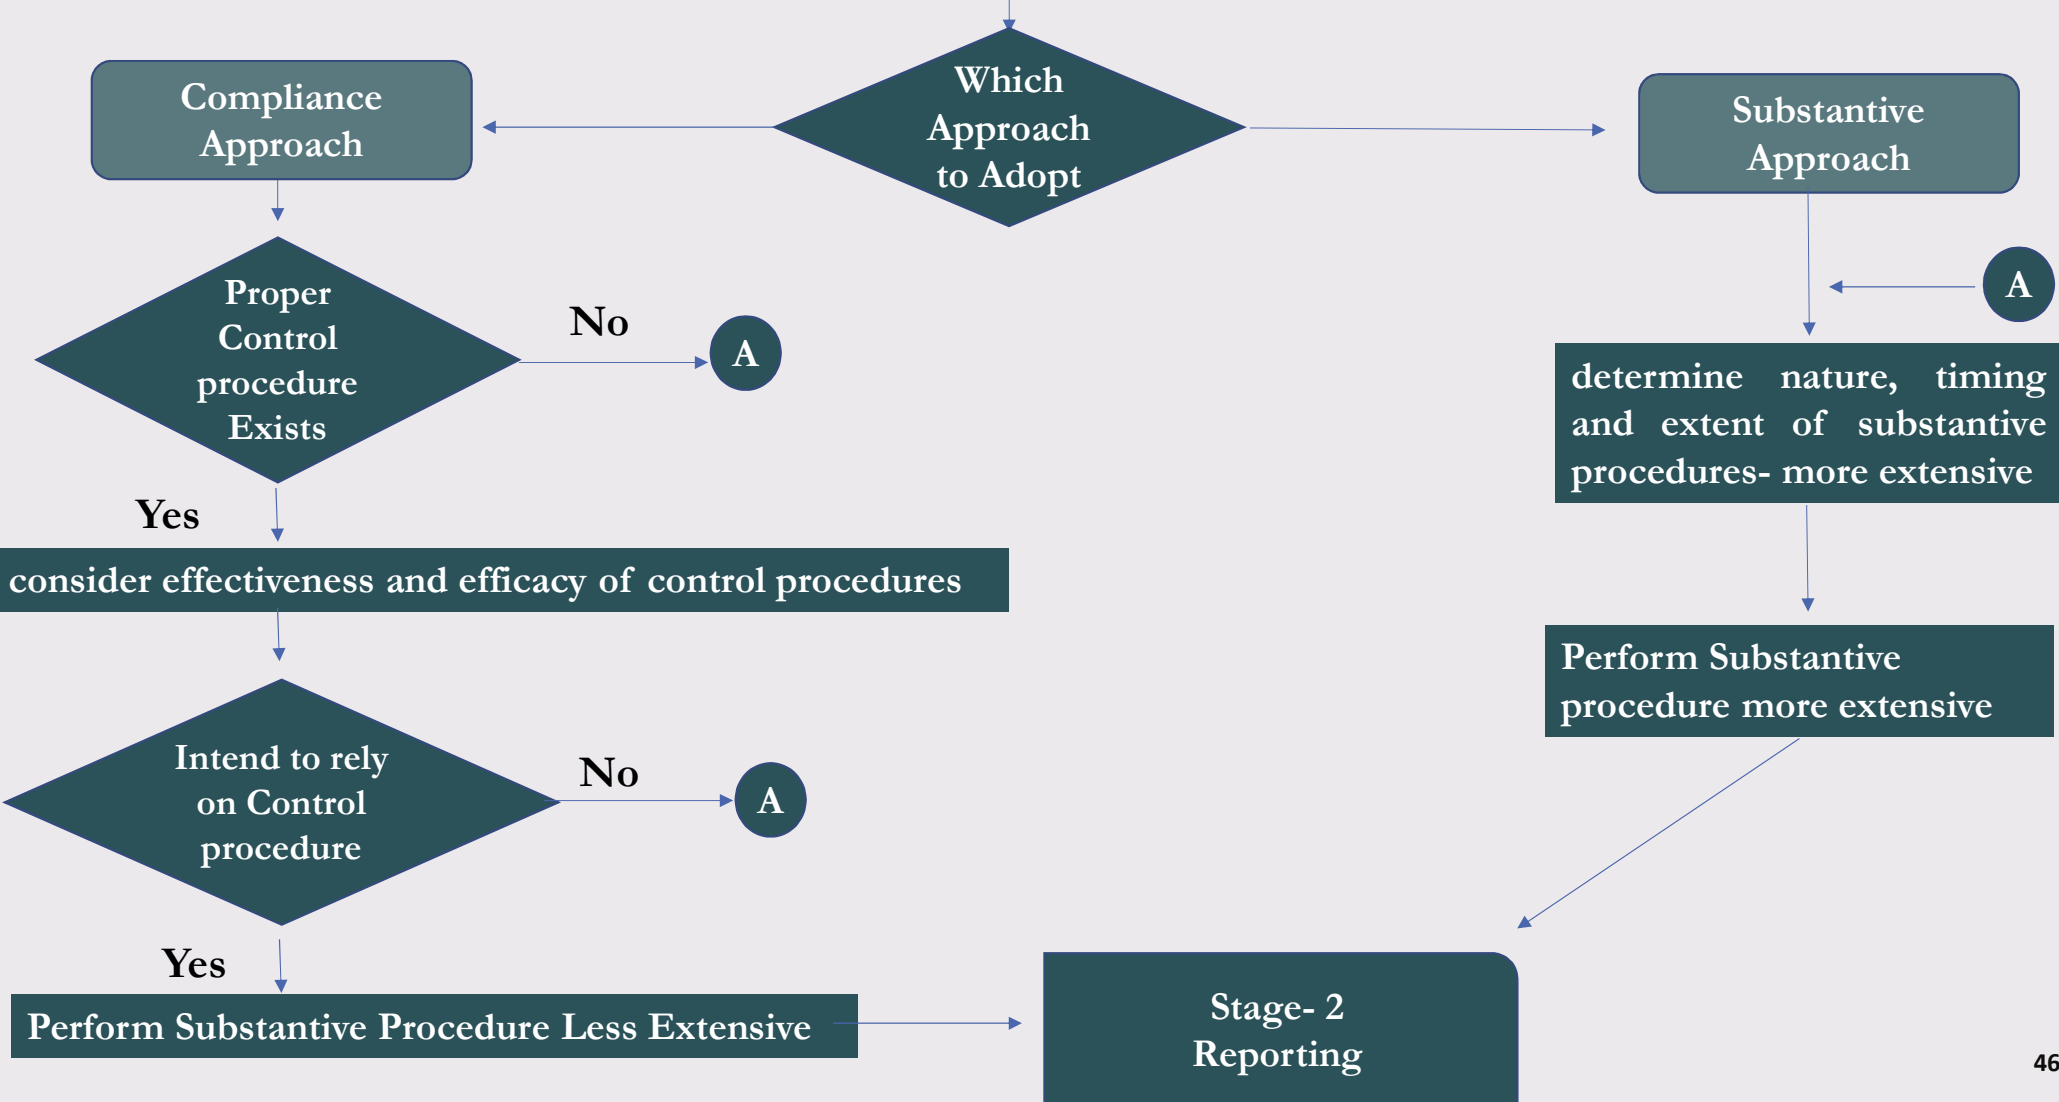 Which
Approach
to Adopt
Compliance
Approach
Substantive
Approach
Proper
Control
procedure
Exists
No
A
A
determine nature, timing
and extent of substantive
procedures- more extensive
Yes
consider effectiveness and efficacy of control procedures
Perform Substantive
procedure more extensive
Intend to rely
on Control
procedure
No
A
Yes
Perform Substantive Procedure Less Extensive
Stage- 2
Reporting
46